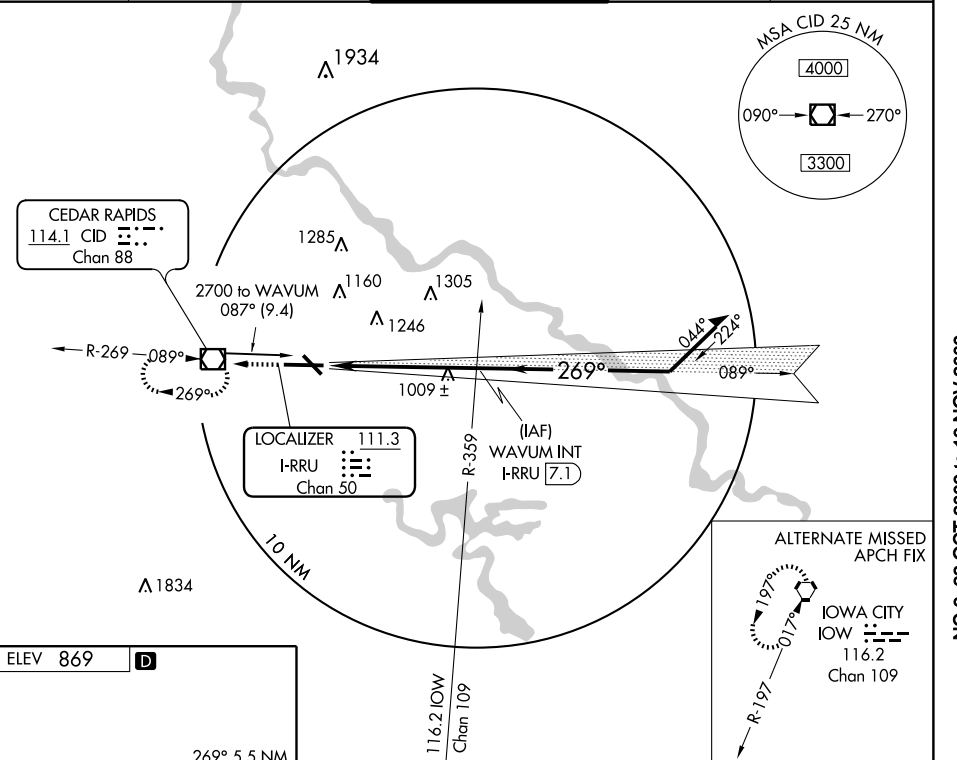 1934
MSA CID 25 NM
4000
090°
270°
3300
CEDAR RAPIDS
114.1 CID
Chan 88
1285
1160
1305
1246
2700 to WAVUM
087° (9.4)
R-269
089°
269°
1009 ±
269°
044°
224°
089°
LOCALIZER 111.3
I-RRU
Chan 50
R-359
(IAF)
WAVUM INT
I-RRU 7.1
10 NM
1834
116.2 IOW
Chan 109
ALTERNATE MISSED
APCH FIX
197°
017°
IOWA CITY
IOW
116.2
Chan 109
R-197
ELEV 869 D
269° 5.5 NM